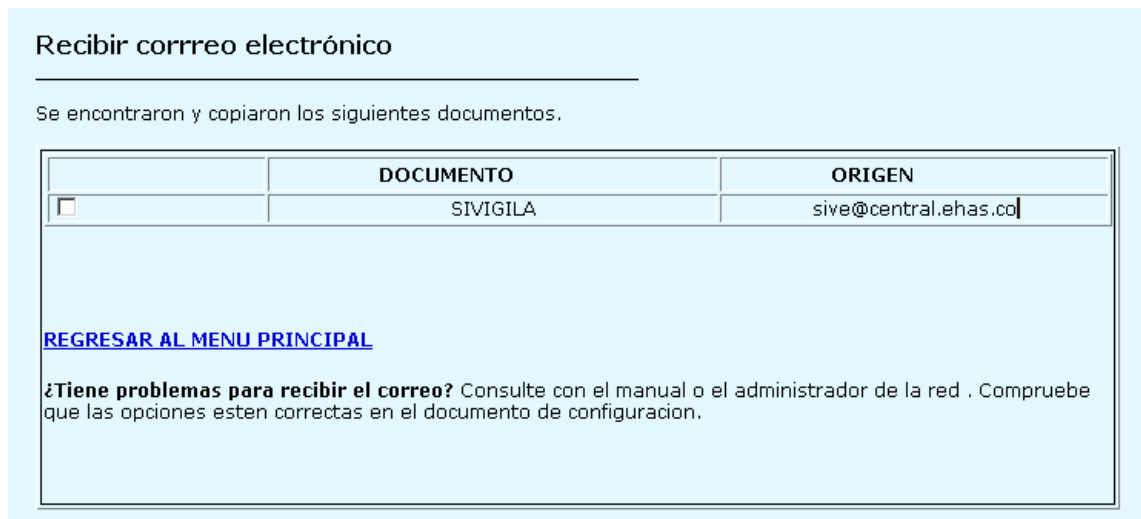 Recibir corrreo electrónico
Se encontraron y copiaron los siguientes documentos.
DOCUMENTO ORIGEN
SIVIGILA sive@central.ehas.co
REGRESAR AL MENU PRINCIPAL
¿Tiene problemas para recibir el correo? Consulte con el manual o el administrador de la red . Compruebe
que las opciones esten correctas en el documento de configuracion.